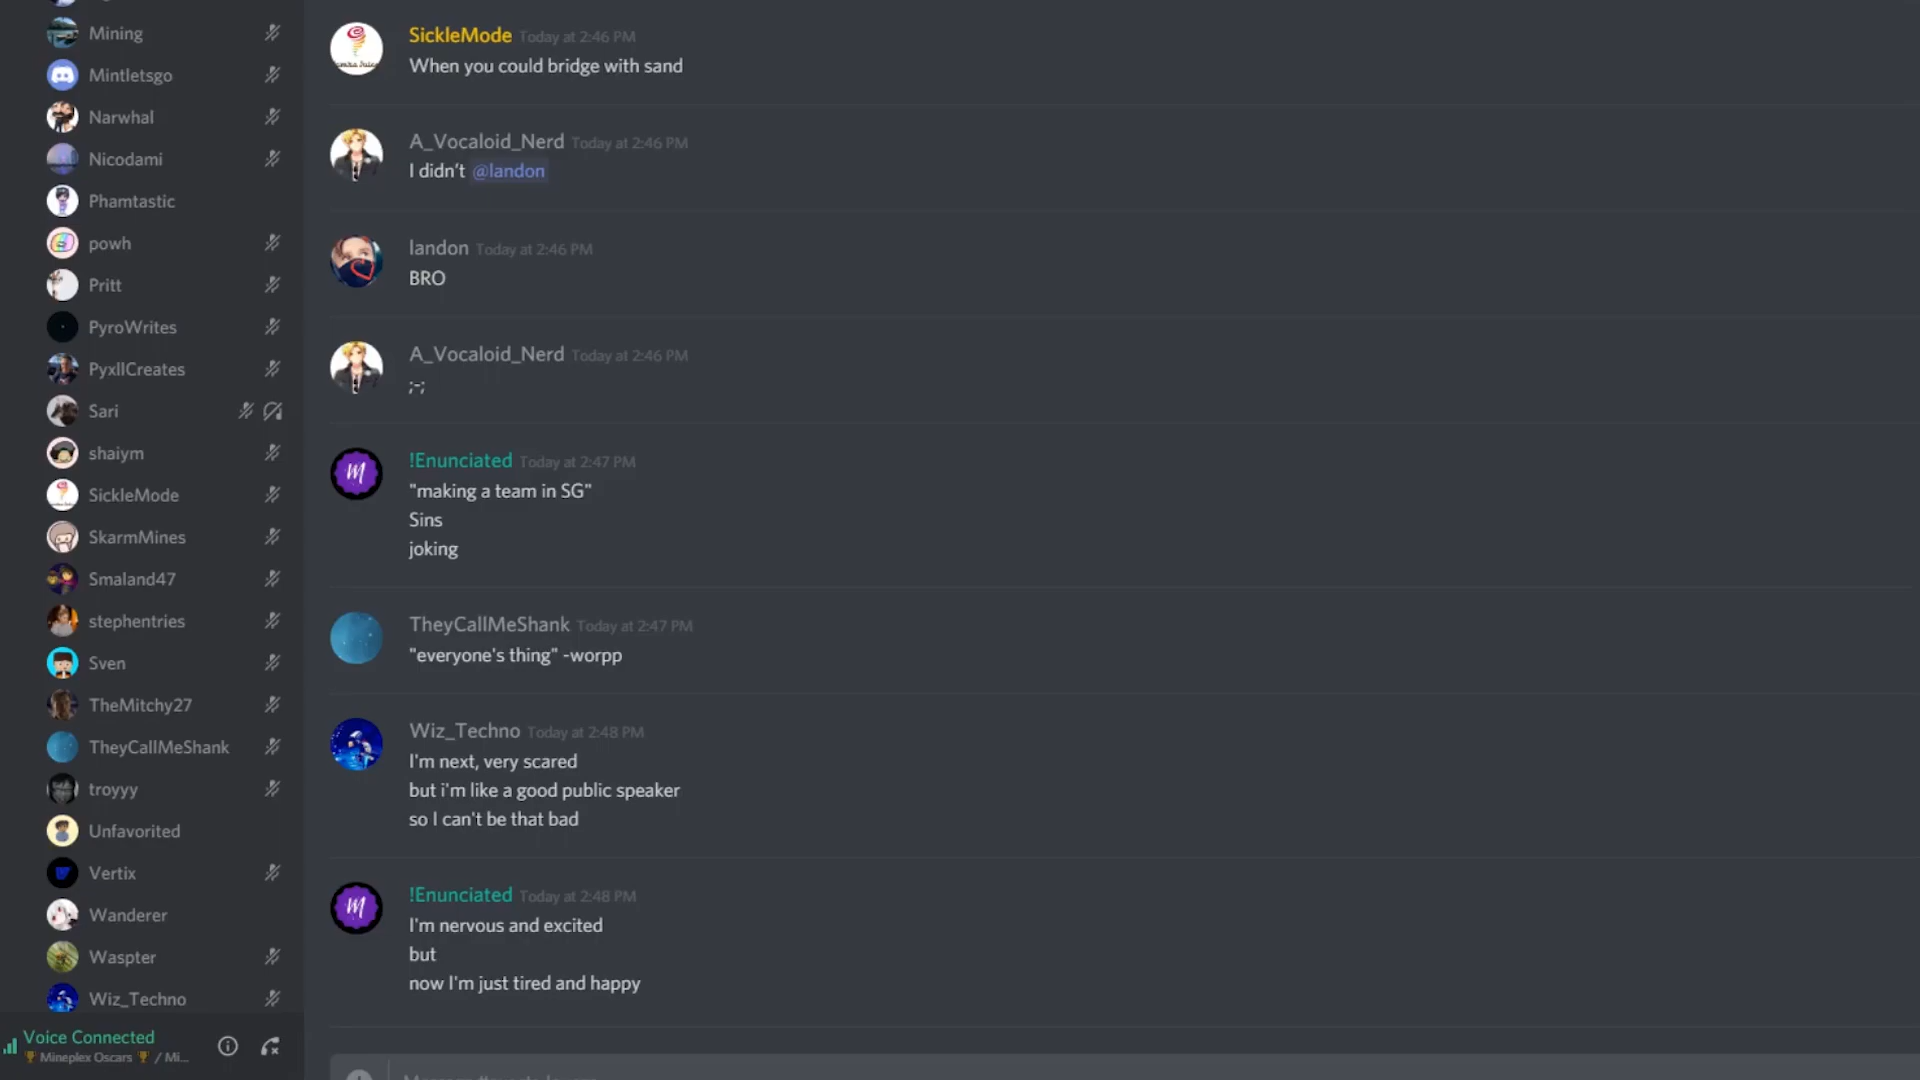 Mining
Mintletsgo
Narwhal
Nicodami
Phamtastic
powh
Pritt
PyroWrites
PyxllCreates
Sari
shaiym
SickleMode
SkarmMines
Smaland47
stephentries
Sven
TheMitchy27
TheyCallMeShank
troyyy
Unfavorited
Vertix
Wanderer
Waspter
Wiz_Techno
Voice Connected
🏆 Mineplex Oscars 🏆 / Mi...
SickleMode Today at 2:46 PM
When you could bridge with sand
A_Vocaloid_Nerd Today at 2:46 PM
I didn't @landon
landon Today at 2:46 PM
BRO
A_Vocaloid_Nerd Today at 2:46 PM
;-;
!Enunciated Today at 2:47 PM
"making a team in SG"
Sins
joking
TheyCallMeShank Today at 2:47 PM
"everyone's thing" -worpp
Wiz_Techno Today at 2:48 PM
I'm next, very scared
but i'm like a good public speaker
so I can't be that bad
!Enunciated Today at 2:48 PM
I'm nervous and excited
but
now I'm just tired and happy